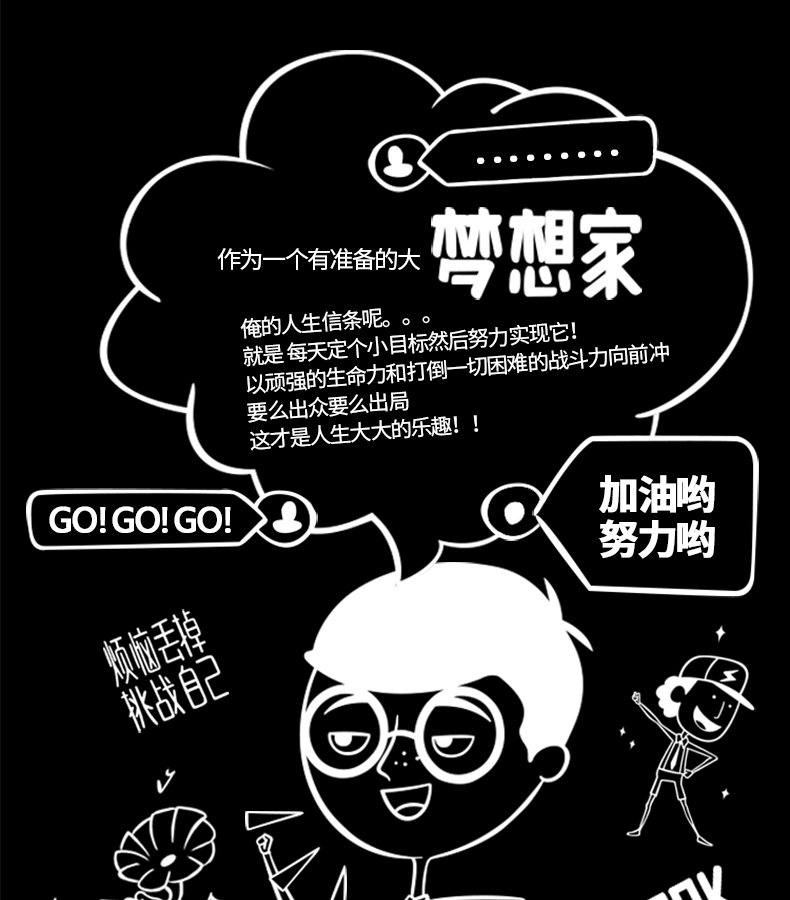 ·········
作为一个有准备的大 梦想家
俺的人生信条呢。。。
就是 每天定个小目标然后努力实现它！
以顽强的生命力和打倒一切困难的战斗力向前冲
要么出众要么出局
这才是人生大大的乐趣！！
GO! GO! GO!
加油哟
努力哟
烦恼丢掉
挑战自己